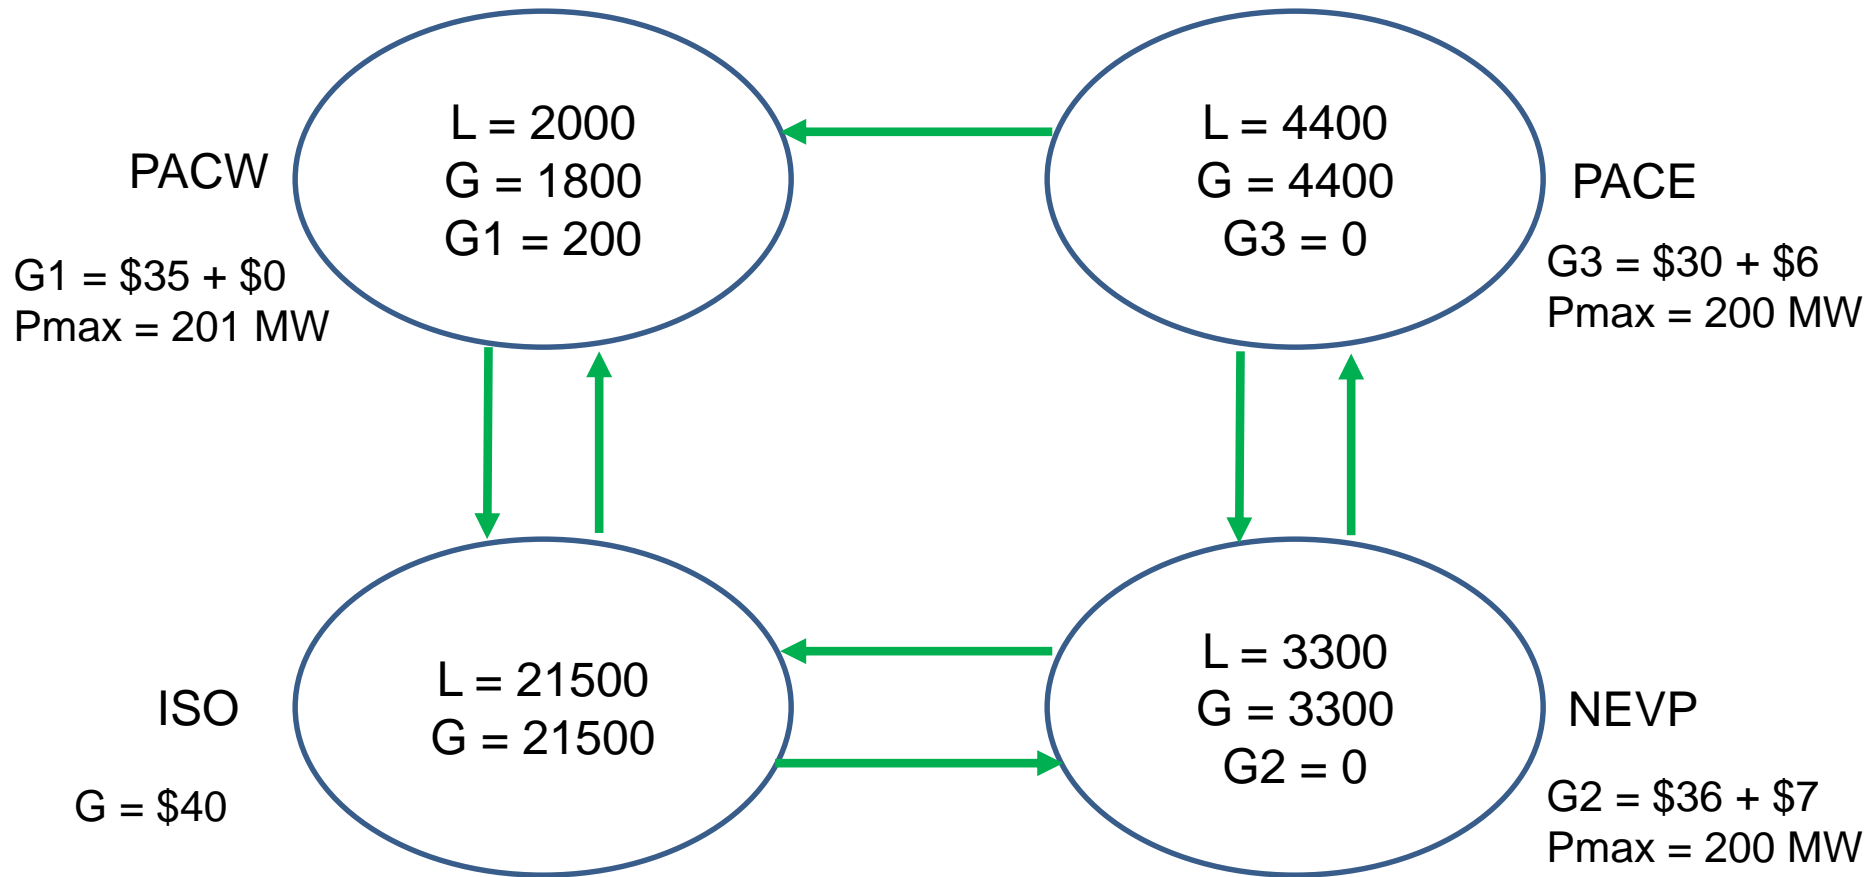 PACW
L = 2000
G = 1800
G1 = 200
G1 = $35 + $0
Pmax = 201 MW
L = 4400
G = 4400
G3 = 0
PACE
G3 = $30 + $6
Pmax = 200 MW
ISO
L = 21500
G = 21500
G = $40
L = 3300
G = 3300
G2 = 0
NEVP
G2 = $36 + $7
Pmax = 200 MW